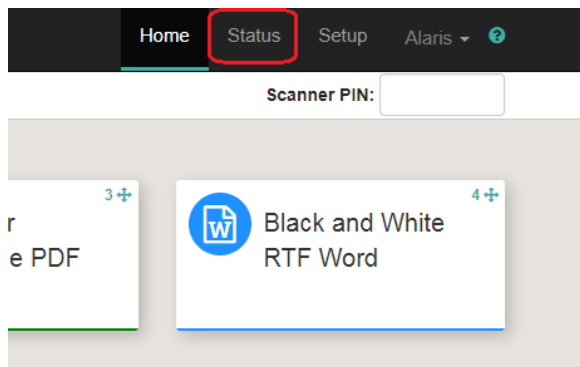 Home Status Setup Alaris ?
Scanner PIN:
3
r
e PDF
4
W
Black and White
RTF Word